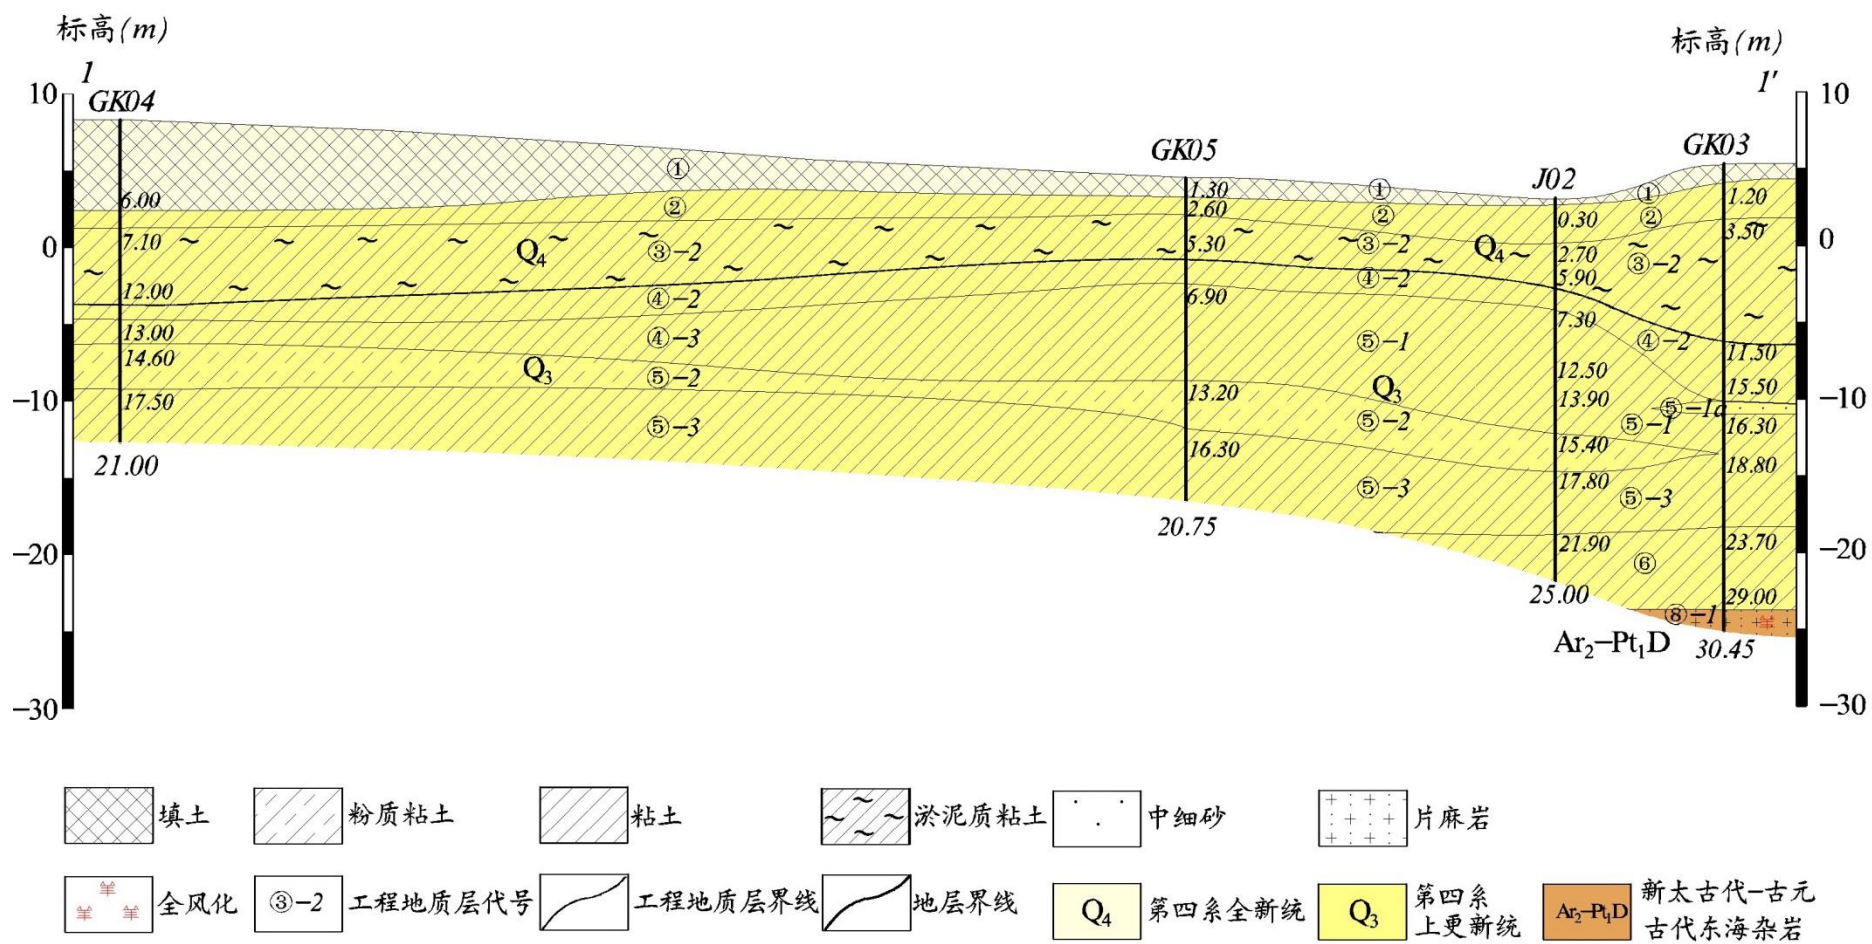 标高(m)
标高(m)
1
1′
10
0
−10
−20
−30
10
0
−10
−20
−30
GK04
6.00
7.10
12.00
13.00
14.60
17.50
21.00
①
②
Q₄
③−2
④−2
④−3
Q₃
⑤−2
⑤−3
GK05
1.30
2.60
5.30
6.90
13.20
16.30
20.75
①
②
③−2
Q₄
④−2
⑤−1
Q₃
⑤−2
⑤−3
J02
0.30
2.70
5.90
7.30
12.50
13.90
15.40
17.80
21.90
25.00
①
②
③−2
④−2
⑤−1a
⑤−1
⑤−3
⑥
⑧−1
Ar₂−Pt₁D
GK03
1.20
3.50
11.50
15.50
16.30
18.80
23.70
29.00
30.45
填土
粉质粘土
粘土
淤泥质粘土
中细砂
片麻岩
全风化
③−2 工程地质层代号
工程地质层界线
地层界线
Q₄ 第四系全新统
Q₃ 第四系
上更新统
Ar₂−Pt₁D 新太古代−古元
古代东海杂岩